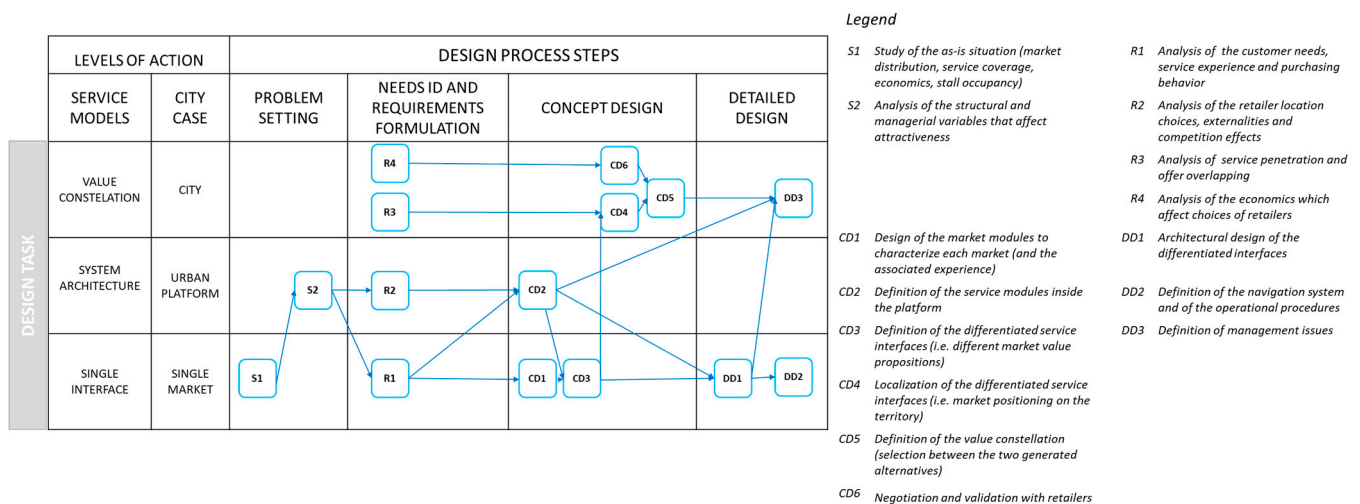 Legend
LEVELS OF ACTION
DESIGN PROCESS STEPS
SERVICE
MODELS
CITY
CASE
PROBLEM
SETTING
NEEDS ID AND
REQUIREMENTS
FORMULATION
CONCEPT DESIGN
DETAILED
DESIGN
DESIGN TASK
VALUE
CONSTELATION
CITY
R4
R3
CD6
CD4
CD5
DD3
SYSTEM
ARCHITECTURE
URBAN
PLATFORM
S2
R2
CD2
SINGLE
INTERFACE
SINGLE
MARKET
S1
R1
CD1
CD3
DD1
DD2
S1 Study of the as-is situation (market
distribution, service coverage,
economics, stall occupancy)
S2 Analysis of the structural and
managerial variables that affect
attractiveness
R1 Analysis of the customer needs,
service experience and purchasing
behavior
R2 Analysis of the retailer location
choices, externalities and
competition effects
R3 Analysis of service penetration and
offer overlapping
R4 Analysis of the economics which
affect choices of retailers
CD1 Design of the market modules to
characterize each market (and the
associated experience)
CD2 Definition of the service modules inside
the platform
CD3 Definition of the differentiated service
interfaces (i.e. different market value
propositions)
CD4 Localization of the differentiated service
interfaces (i.e. market positioning on the
territory)
CD5 Definition of the value constellation
(selection between the two generated
alternatives)
CD6 Negotiation and validation with retailers
DD1 Architectural design of the
differentiated interfaces
DD2 Definition of the navigation system
and of the operational procedures
DD3 Definition of management issues